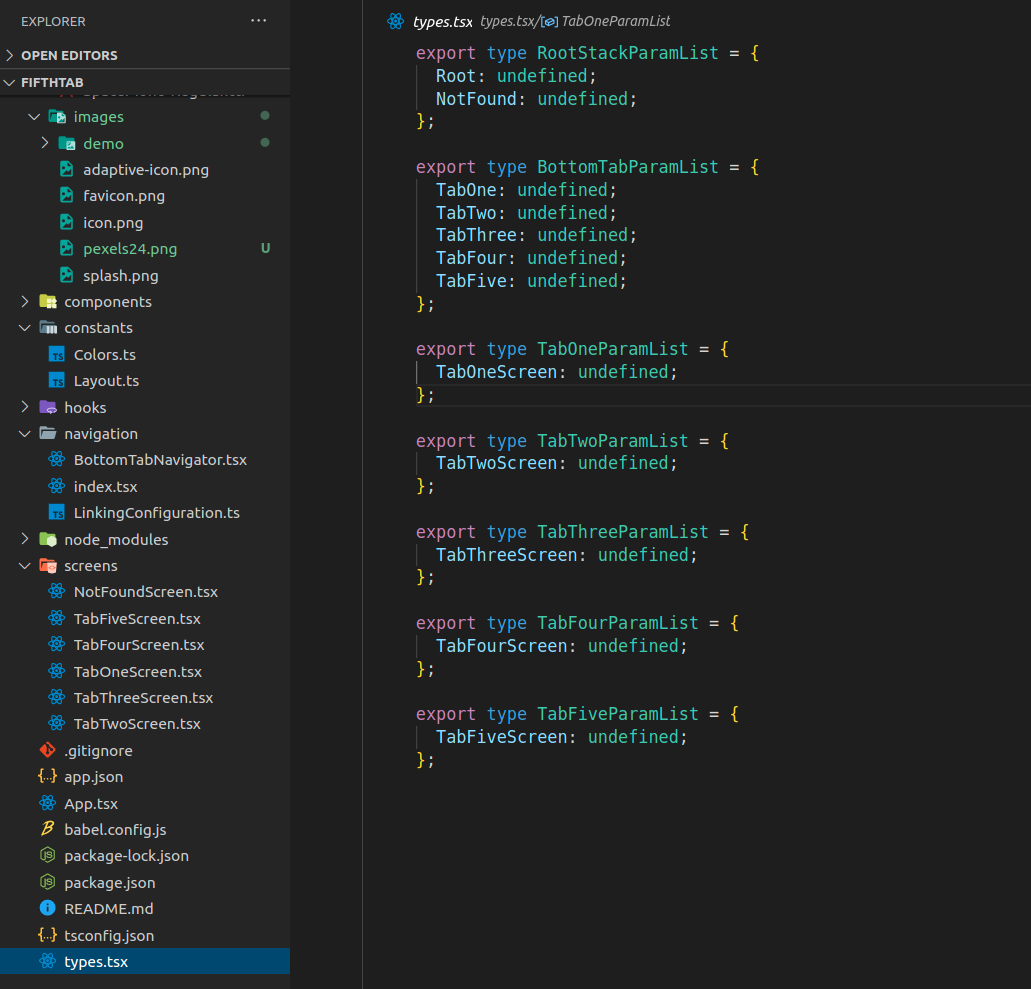 EXPLORER
OPEN EDITORS
FIFTHTAB
images
demo
adaptive-icon.png
favicon.png
icon.png
pexels24.png U
splash.png
components
constants
Colors.ts
Layout.ts
hooks
navigation
BottomTabNavigator.tsx
index.tsx
LinkingConfiguration.ts
node_modules
screens
NotFoundScreen.tsx
TabFiveScreen.tsx
TabFourScreen.tsx
TabOneScreen.tsx
TabThreeScreen.tsx
TabTwoScreen.tsx
.gitignore
app.json
App.tsx
babel.config.js
package-lock.json
package.json
README.md
tsconfig.json
types.tsx
types.tsx types.tsx/ TabOneParamList
export type RootStackParamList = {
  Root: undefined;
  NotFound: undefined;
};
export type BottomTabParamList = {
  TabOne: undefined;
  TabTwo: undefined;
  TabThree: undefined;
  TabFour: undefined;
  TabFive: undefined;
};
export type TabOneParamList = {
  TabOneScreen: undefined;
};
export type TabTwoParamList = {
  TabTwoScreen: undefined;
};
export type TabThreeParamList = {
  TabThreeScreen: undefined;
};
export type TabFourParamList = {
  TabFourScreen: undefined;
};
export type TabFiveParamList = {
  TabFiveScreen: undefined;
};